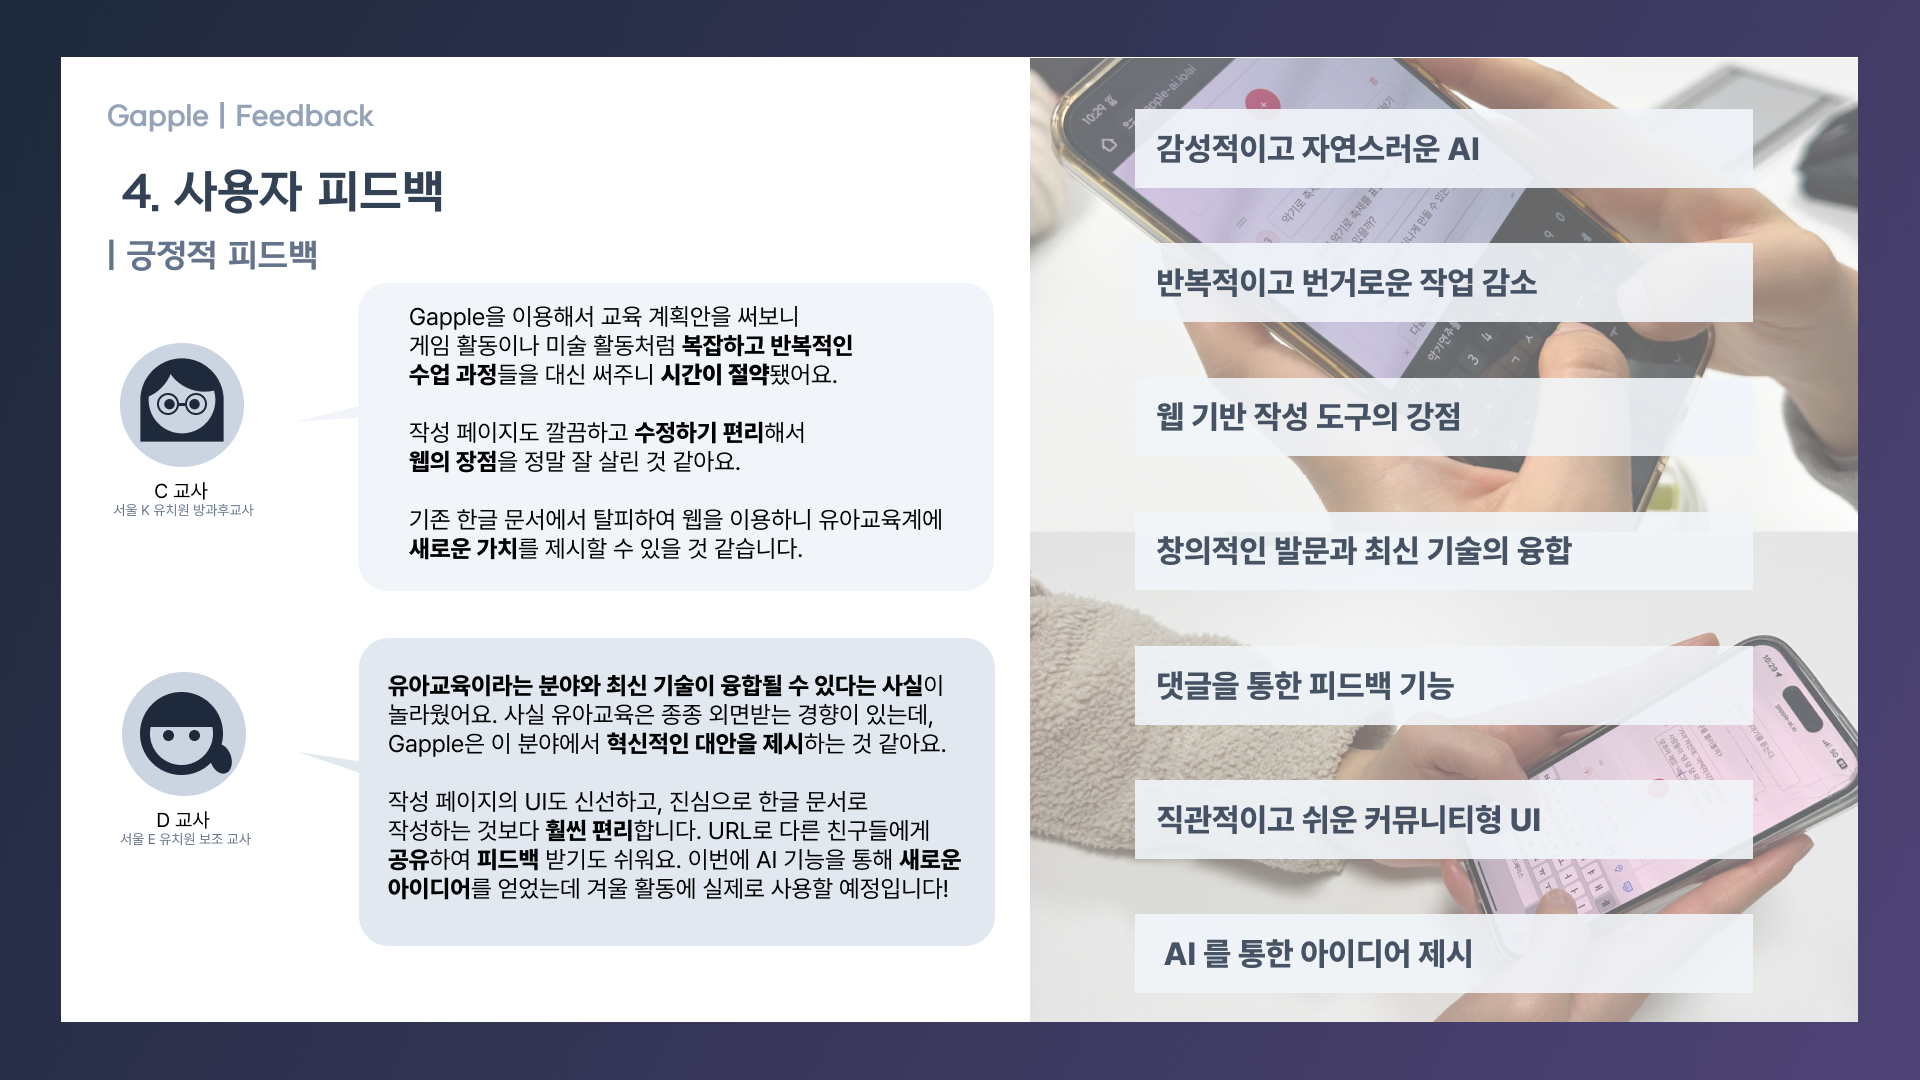 Gapple | Feedback
4. 사용자 피드백
| 긍정적 피드백
Gapple을 이용해서 교육 계획안을 써보니
게임 활동이나 미술 활동처럼 복잡하고 반복적인
수업 과정들을 대신 써주니 시간이 절약됐어요.
작성 페이지도 깔끔하고 수정하기 편리해서
웹의 장점을 정말 잘 살린 것 같아요.
기존 한글 문서에서 탈피하여 웹을 이용하니 유아교육계에
새로운 가치를 제시할 수 있을 것 같습니다.
C 교사
서울 K 유치원 방과후교사
유아교육이라는 분야와 최신 기술이 융합될 수 있다는 사실이
놀라웠어요. 사실 유아교육은 종종 외면받는 경향이 있는데,
Gapple은 이 분야에서 혁신적인 대안을 제시하는 것 같아요.
작성 페이지의 UI도 신선하고, 진심으로 한글 문서로
작성하는 것보다 훨씬 편리합니다. URL로 다른 친구들에게
공유하여 피드백 받기도 쉬워요. 이번에 AI 기능을 통해 새로운
아이디어를 얻었는데 겨울 활동에 실제로 사용할 예정입니다!
D 교사
서울 E 유치원 보조 교사
10:29
감성적이고 자연스러운 AI
반복적이고 번거로운 작업 감소
웹 기반 작성 도구의 강점
창의적인 발문과 최신 기술의 융합
댓글을 통한 피드백 기능
직관적이고 쉬운 커뮤니티형 UI
AI 를 통한 아이디어 제시
10:29